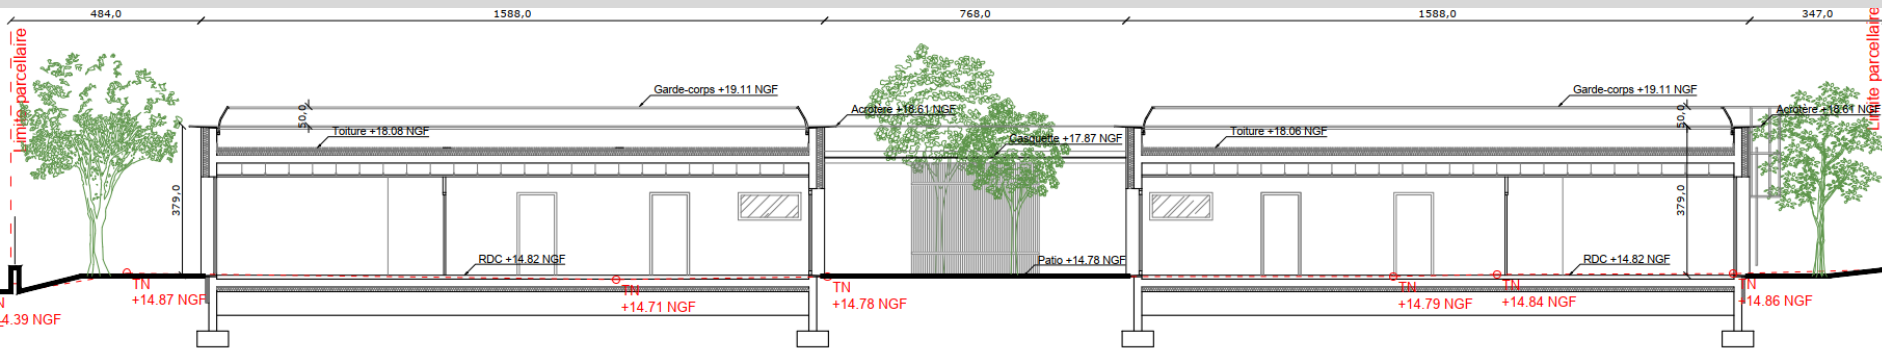 484,0
1588,0
768,0
1588,0
347,0
Limite parcellaire
Limite parcellaire
Garde-corps +19.11 NGF
Garde-corps +19.11 NGF
50,0
Acrotère +18.61 NGF
50,0
Acrotère +18.61 NGF
Toiture +18.08 NGF
Casquette +17.87 NGF
Toiture +18.06 NGF
379,0
379,0
RDC +14.82 NGF
Patio +14.78 NGF
RDC +14.82 NGF
TN
+14.87 NGF
TN
+14.71 NGF
TN
+14.78 NGF
TN
+14.79 NGF
TN
+14.84 NGF
TN
+14.86 NGF
4.39 NGF